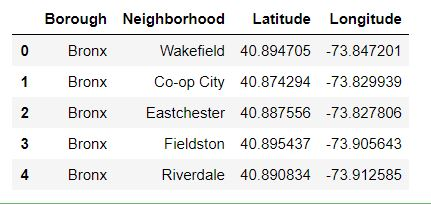 Borough Neighborhood Latitude Longitude
0 Bronx Wakefield 40.894705 -73.847201
1 Bronx Co-op City 40.874294 -73.829939
2 Bronx Eastchester 40.887556 -73.827806
3 Bronx Fieldston 40.895437 -73.905643
4 Bronx Riverdale 40.890834 -73.912585